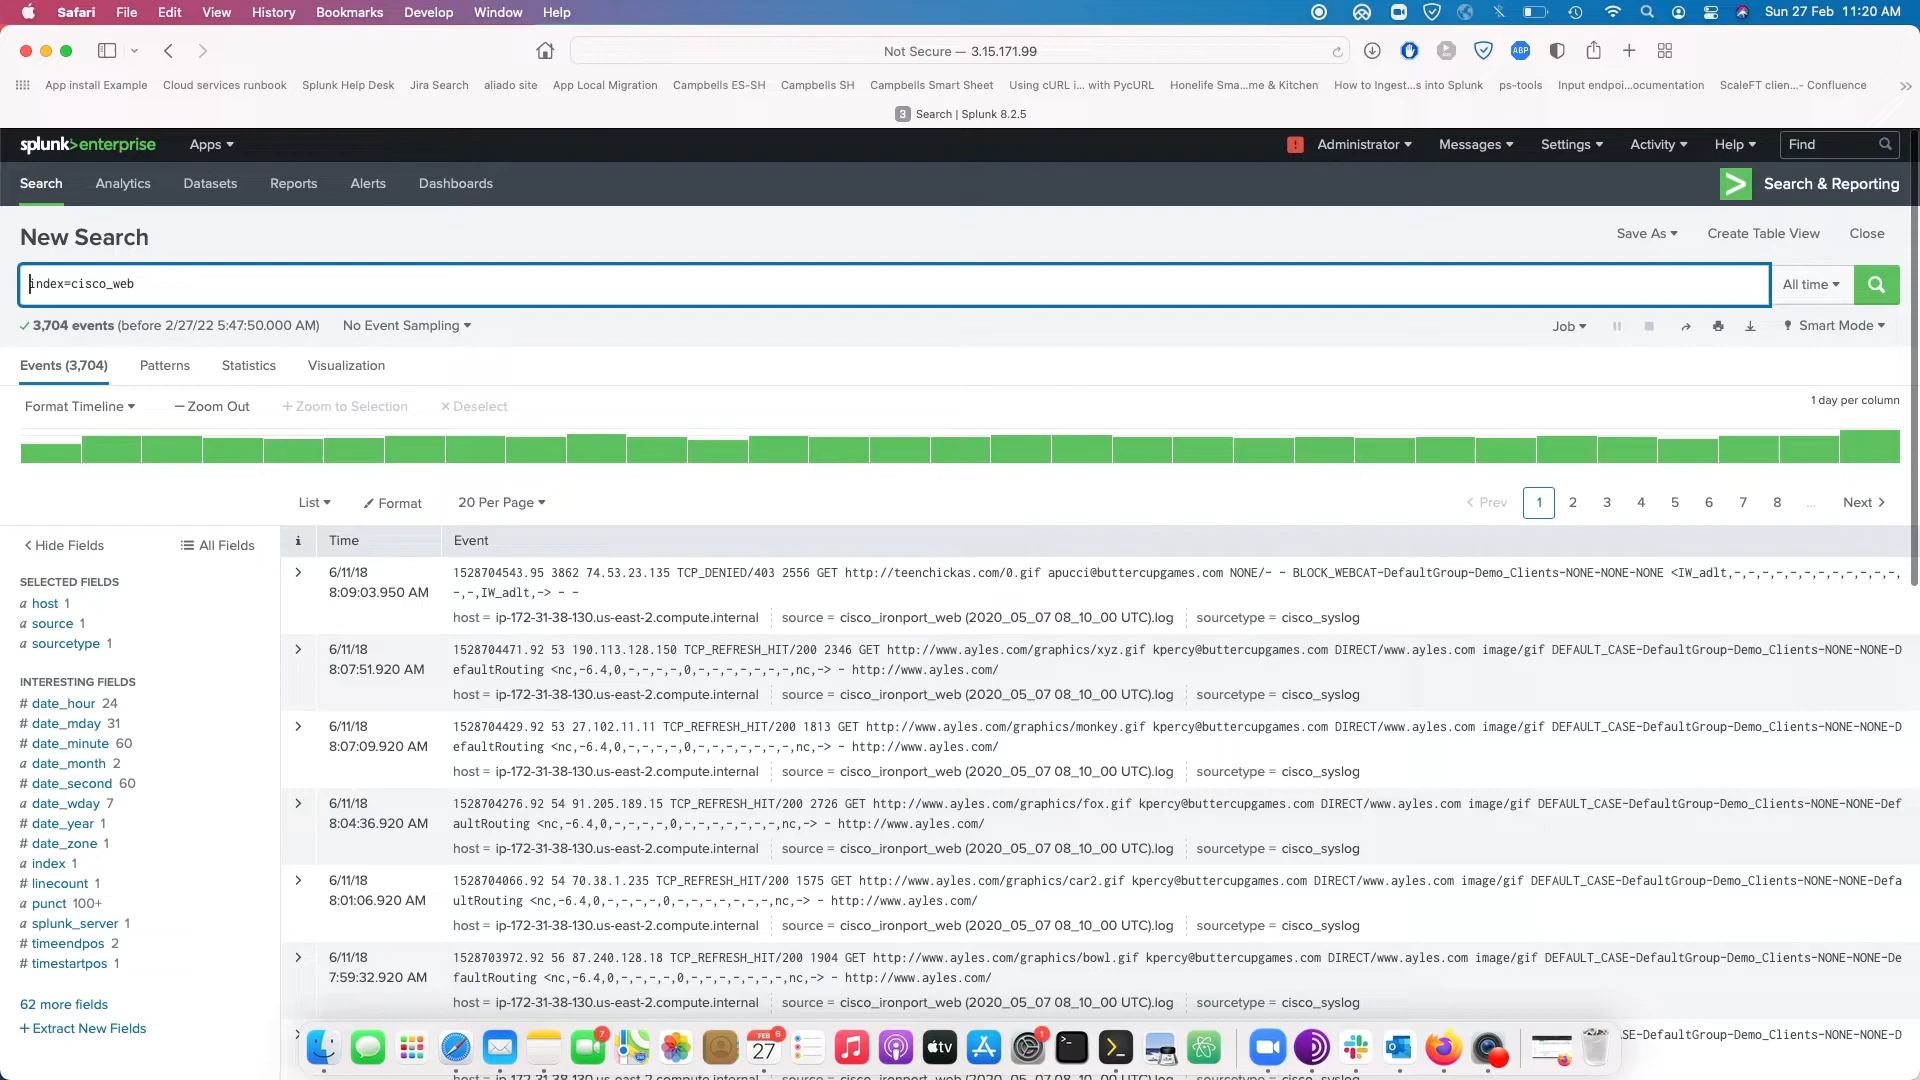 Safari File Edit View History Bookmarks Develop Window Help Sun 27 Feb 11:20 AM
Not Secure — 3.15.171.99
ABP
App install Example Cloud services runbook Splunk Help Desk Jira Search aliado site App Local Migration Campbells ES-SH Campbells SH Campbells Smart Sheet Using cURL i... with PycURL Honelife Sma...me & Kitchen How to Ingest...s into Splunk ps-tools Input endpoi...ocumentation ScaleFT clien...- Confluence
3 Search | Splunk 8.2.5
splunk>enterprise Apps Administrator Messages Settings Activity Help Find
Search Analytics Datasets Reports Alerts Dashboards Search & Reporting
New Search Save As Create Table View Close
index=cisco_web All time
3,704 events (before 2/27/22 5:47:50.000 AM) No Event Sampling Job Smart Mode
Events (3,704) Patterns Statistics Visualization
Format Timeline — Zoom Out + Zoom to Selection × Deselect 1 day per column
List Format 20 Per Page < Prev 1 2 3 4 5 6 7 8 ... Next >
< Hide Fields All Fields
SELECTED FIELDS
a host 1
a source 1
a sourcetype 1
INTERESTING FIELDS
# date_hour 24
# date_mday 31
# date_minute 60
a date_month 2
# date_second 60
a date_wday 7
# date_year 1
# date_zone 1
a index 1
# linecount 1
a punct 100+
a splunk_server 1
# timeendpos 2
# timestartpos 1
62 more fields
+ Extract New Fields
i Time Event
6/11/18 1528704543.95 3862 74.53.23.135 TCP_DENIED/403 2556 GET http://teenchickas.com/0.gif apucci@buttercupgames.com NONE/- - BLOCK_WEBCAT-DefaultGroup-Demo_Clients-NONE-NONE-NONE <IW_adlt,-,-,-,-,-,-,-,-,-,-,-,-,
8:09:03.950 AM -,-,IW_adlt,-> - -
host = ip-172-31-38-130.us-east-2.compute.internal source = cisco_ironport_web (2020_05_07 08_10_00 UTC).log sourcetype = cisco_syslog
6/11/18 1528704471.92 53 190.113.128.150 TCP_REFRESH_HIT/200 2346 GET http://www.ayles.com/graphics/xyz.gif kpercy@buttercupgames.com DIRECT/www.ayles.com image/gif DEFAULT_CASE-DefaultGroup-Demo_Clients-NONE-NONE-D
8:07:51.920 AM efaultRouting <nc,-6.4,0,-,-,-,-,0,-,-,-,-,-,-,-,nc,-> - http://www.ayles.com/
host = ip-172-31-38-130.us-east-2.compute.internal source = cisco_ironport_web (2020_05_07 08_10_00 UTC).log sourcetype = cisco_syslog
6/11/18 1528704429.92 53 27.102.11.11 TCP_REFRESH_HIT/200 1813 GET http://www.ayles.com/graphics/monkey.gif kpercy@buttercupgames.com DIRECT/www.ayles.com image/gif DEFAULT_CASE-DefaultGroup-Demo_Clients-NONE-NONE-D
8:07:09.920 AM efaultRouting <nc,-6.4,0,-,-,-,-,0,-,-,-,-,-,-,-,nc,-> - http://www.ayles.com/
host = ip-172-31-38-130.us-east-2.compute.internal source = cisco_ironport_web (2020_05_07 08_10_00 UTC).log sourcetype = cisco_syslog
6/11/18 1528704276.92 54 91.205.189.15 TCP_REFRESH_HIT/200 2726 GET http://www.ayles.com/graphics/fox.gif kpercy@buttercupgames.com DIRECT/www.ayles.com image/gif DEFAULT_CASE-DefaultGroup-Demo_Clients-NONE-NONE-Def
8:04:36.920 AM aultRouting <nc,-6.4,0,-,-,-,-,0,-,-,-,-,-,-,-,nc,-> - http://www.ayles.com/
host = ip-172-31-38-130.us-east-2.compute.internal source = cisco_ironport_web (2020_05_07 08_10_00 UTC).log sourcetype = cisco_syslog
6/11/18 1528704066.92 54 70.38.1.235 TCP_REFRESH_HIT/200 1575 GET http://www.ayles.com/graphics/car2.gif kpercy@buttercupgames.com DIRECT/www.ayles.com image/gif DEFAULT_CASE-DefaultGroup-Demo_Clients-NONE-NONE-Defa
8:01:06.920 AM ultRouting <nc,-6.4,0,-,-,-,-,0,-,-,-,-,-,-,-,nc,-> - http://www.ayles.com/
host = ip-172-31-38-130.us-east-2.compute.internal source = cisco_ironport_web (2020_05_07 08_10_00 UTC).log sourcetype = cisco_syslog
6/11/18 1528703972.92 56 87.240.128.18 TCP_REFRESH_HIT/200 1904 GET http://www.ayles.com/graphics/bowl.gif kpercy@buttercupgames.com DIRECT/www.ayles.com image/gif DEFAULT_CASE-DefaultGroup-Demo_Clients-NONE-NONE-De
7:59:32.920 AM faultRouting <nc,-6.4,0,-,-,-,-,0,-,-,-,-,-,-,-,nc,-> - http://www.ayles.com/
host = ip-172-31-38-130.us-east-2.compute.internal source = cisco_ironport_web (2020_05_07 08_10_00 UTC).log sourcetype = cisco_syslog
SE-DefaultGroup-Demo_Clients-NONE-NONE-D
7 FEB 27 6 tv 1